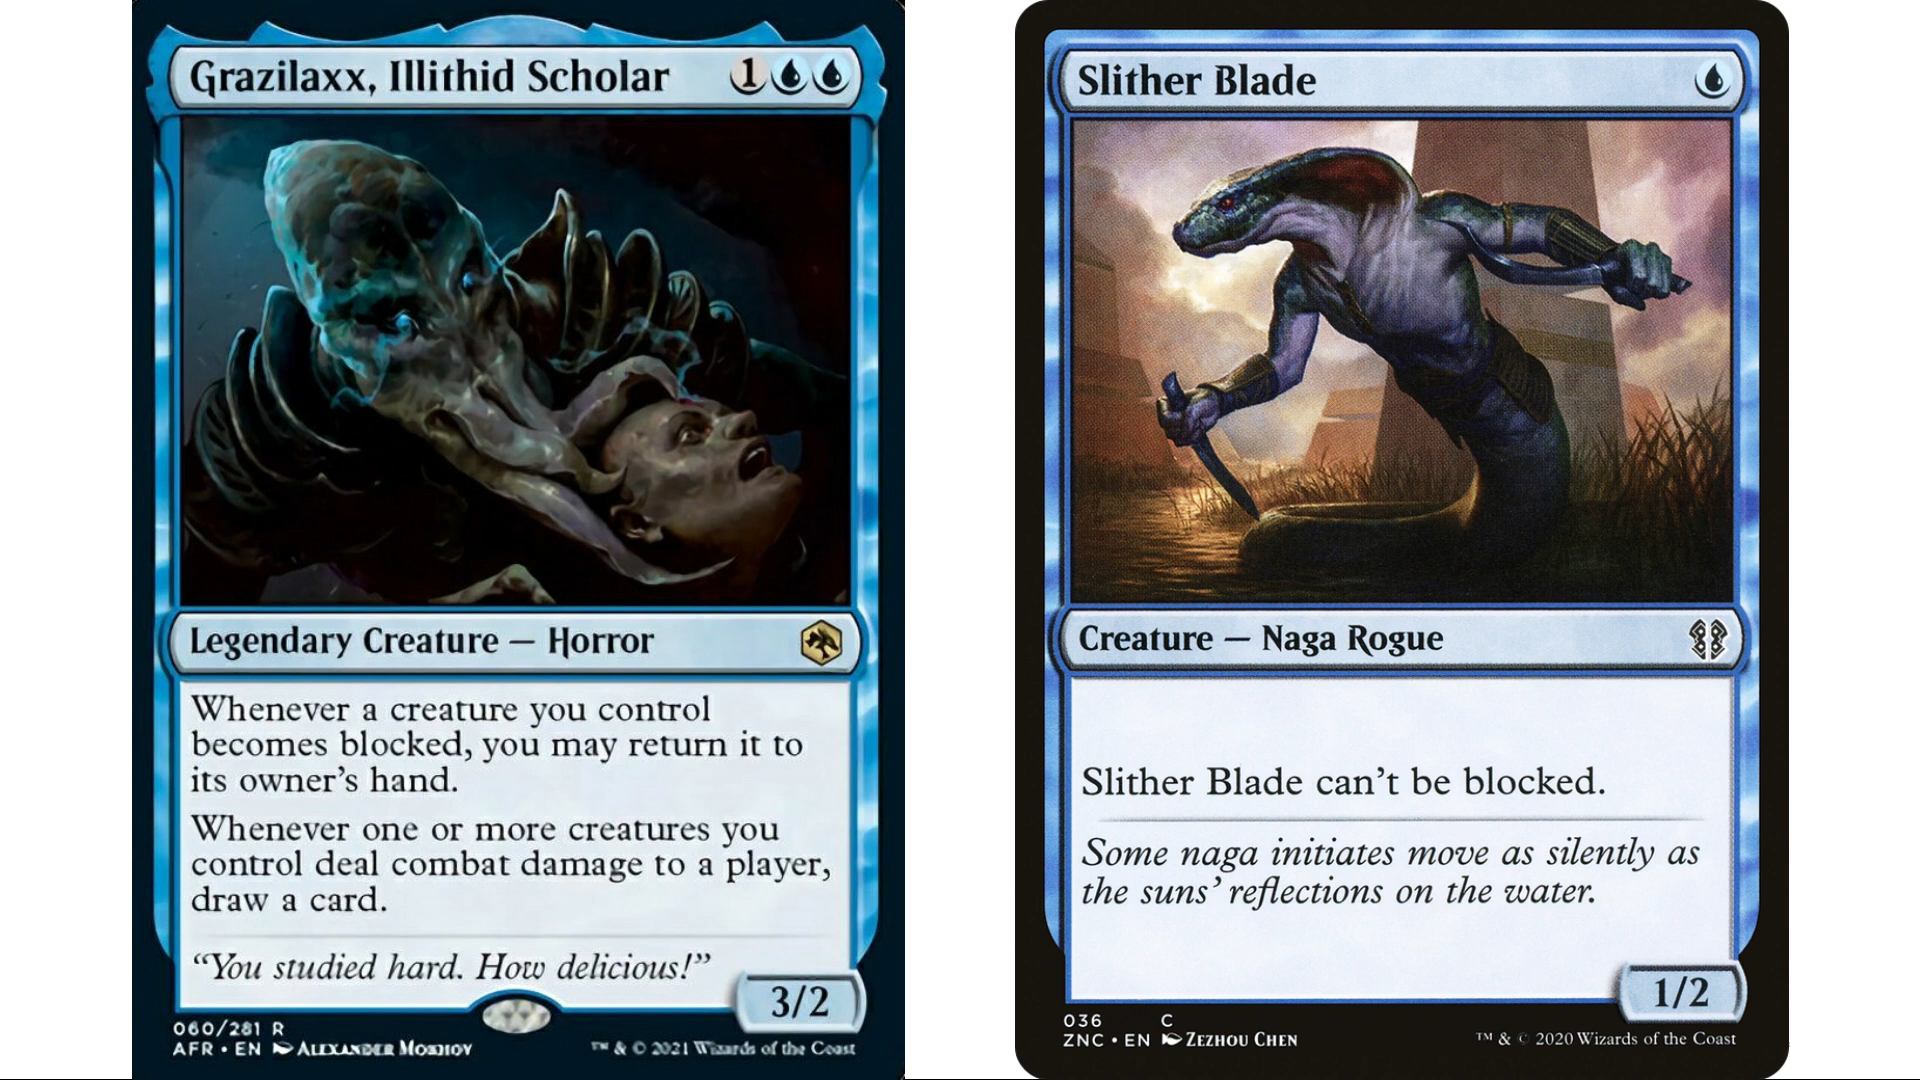 Grazilaxx, Illithid Scholar 1
Legendary Creature — Horror
Whenever a creature you control
becomes blocked, you may return it to
its owner's hand.
Whenever one or more creatures you
control deal combat damage to a player,
draw a card.
“You studied hard. How delicious!”
3/2
060/281 R
AFR • EN ALEXANDER MOKHOV
™ & © 2021 Wizards of the Coast
Slither Blade
Creature — Naga Rogue
Slither Blade can't be blocked.
Some naga initiates move as silently as
the suns' reflections on the water.
1/2
036 C
ZNC • EN ZEZHOU CHEN
™ & © 2020 Wizards of the Coast